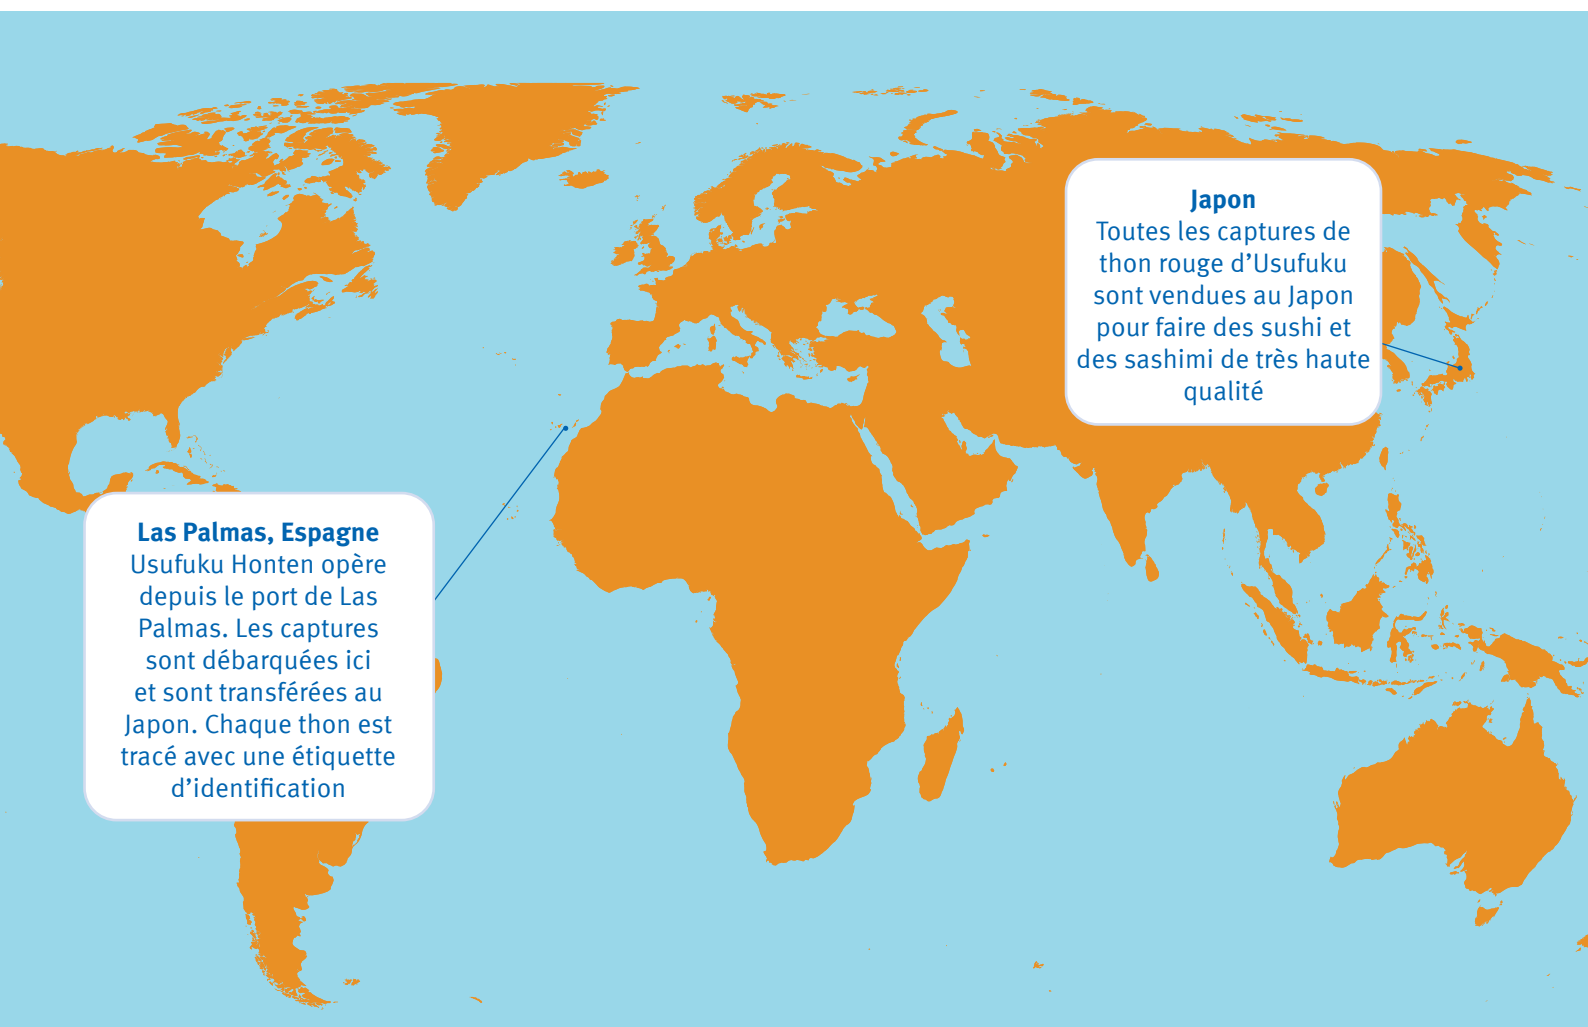 Japon
Toutes les captures de
thon rouge d’Usufuku
sont vendues au Japon
pour faire des sushi et
des sashimi de très haute
qualité
Las Palmas, Espagne
Usufuku Honten opère
depuis le port de Las
Palmas. Les captures
sont débarquées ici
et sont transférées au
Japon. Chaque thon est
tracé avec une étiquette
d’identification